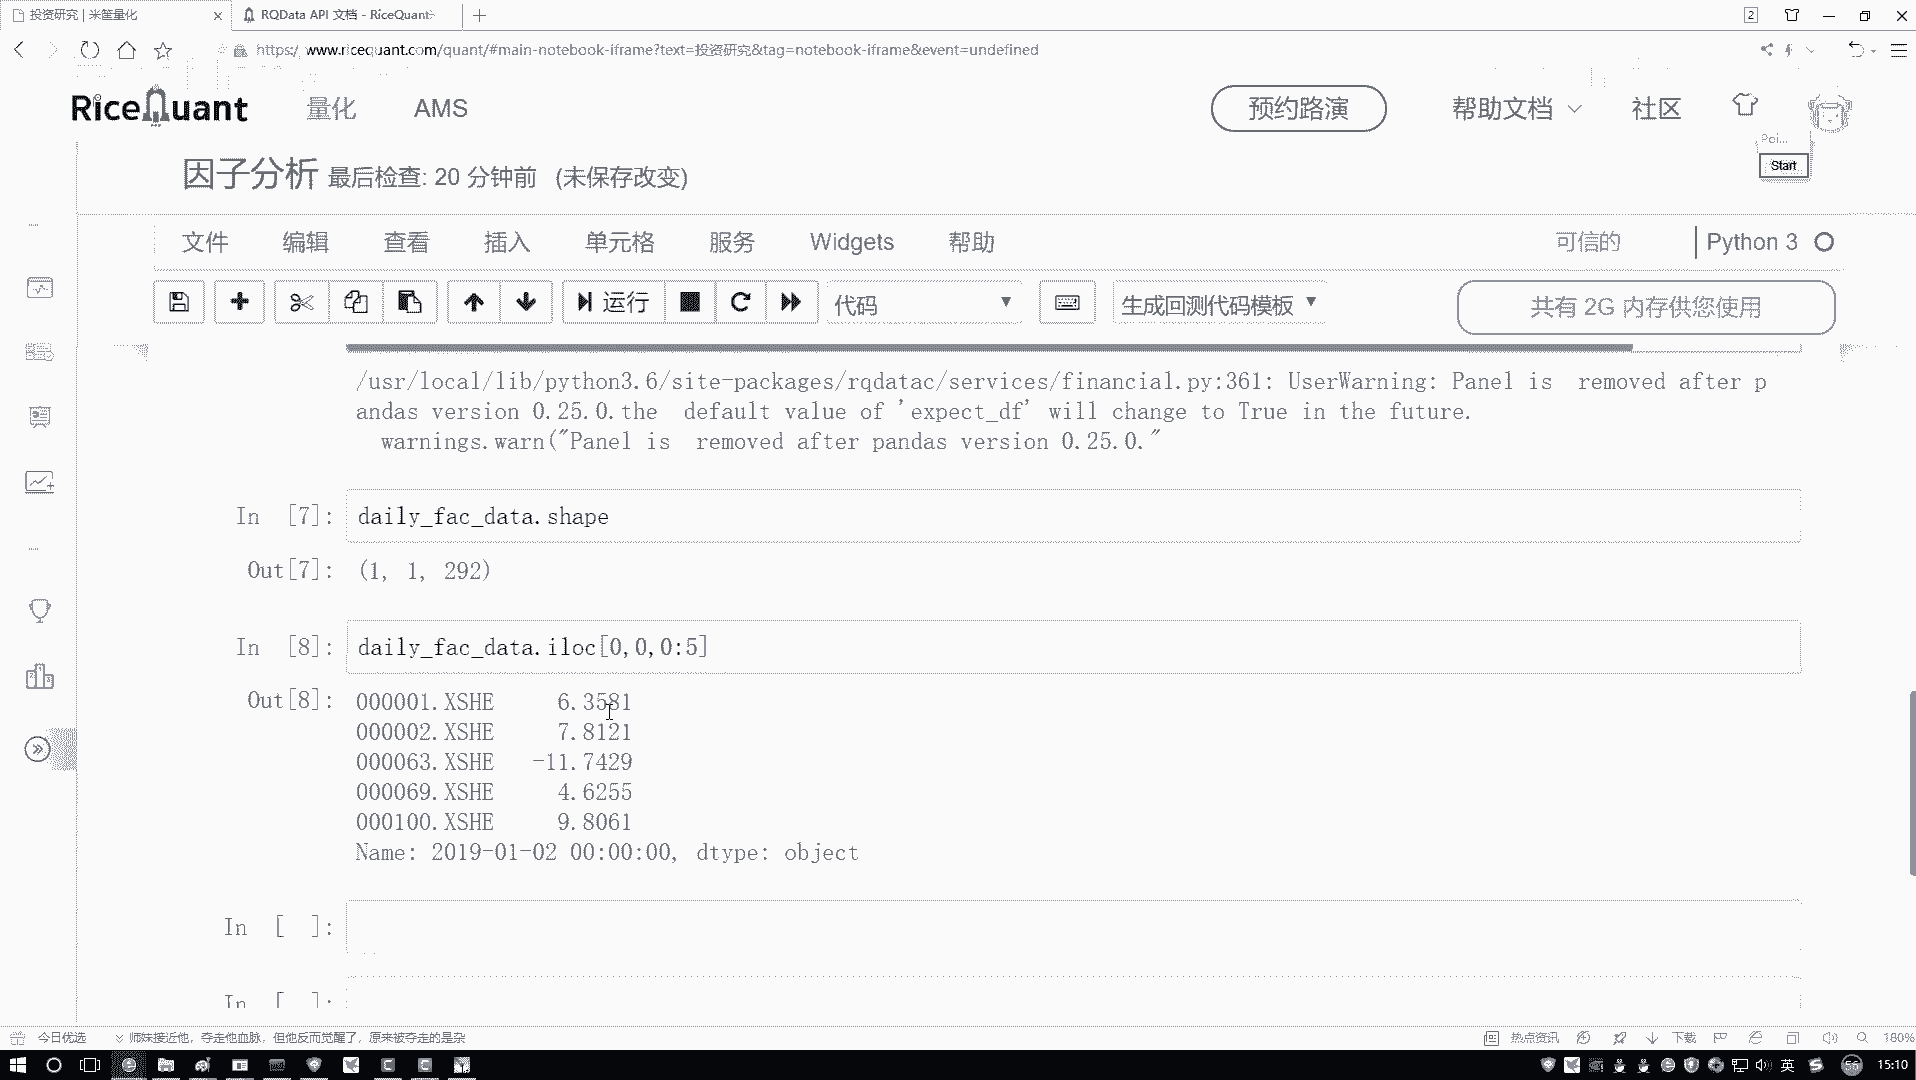 投资研究 | 米筐量化
RQData API 文档 - RiceQuant
2
https://www.ricequant.com/quant/#main-notebook-iframe?text=投资研究&tag=notebook-iframe&event=undefined
RiceQuant 量化 AMS 预约路演 帮助文档 社区
Poi...
Start
因子分析 最后检查: 20 分钟前 (未保存改变)
文件 编辑 查看 插入 单元格 服务 Widgets 帮助 可信的 Python 3
运行 代码 生成回测代码模板 共有 2G 内存供您使用
/usr/local/lib/python3.6/site-packages/rqdatac/services/financial.py:361: UserWarning: Panel is  removed after p
andas version 0.25.0.the  default value of 'expect_df' will change to True in the future.
warnings.warn("Panel is  removed after pandas version 0.25.0."
In [7]: daily_fac_data.shape
Out[7]: (1, 1, 292)
In [8]: daily_fac_data.iloc[0,0,0:5]
Out[8]: 000001.XSHE 6.3581
000002.XSHE 7.8121
000063.XSHE -11.7429
000069.XSHE 4.6255
000100.XSHE 9.8061
Name: 2019-01-02 00:00:00, dtype: object
In [ ]:
In [ ]:
今日优选 师妹接近他，夺走他血脉，但他反而觉醒了，原来被夺走的是杂 热点资讯 下载 180%
英 56 15:10